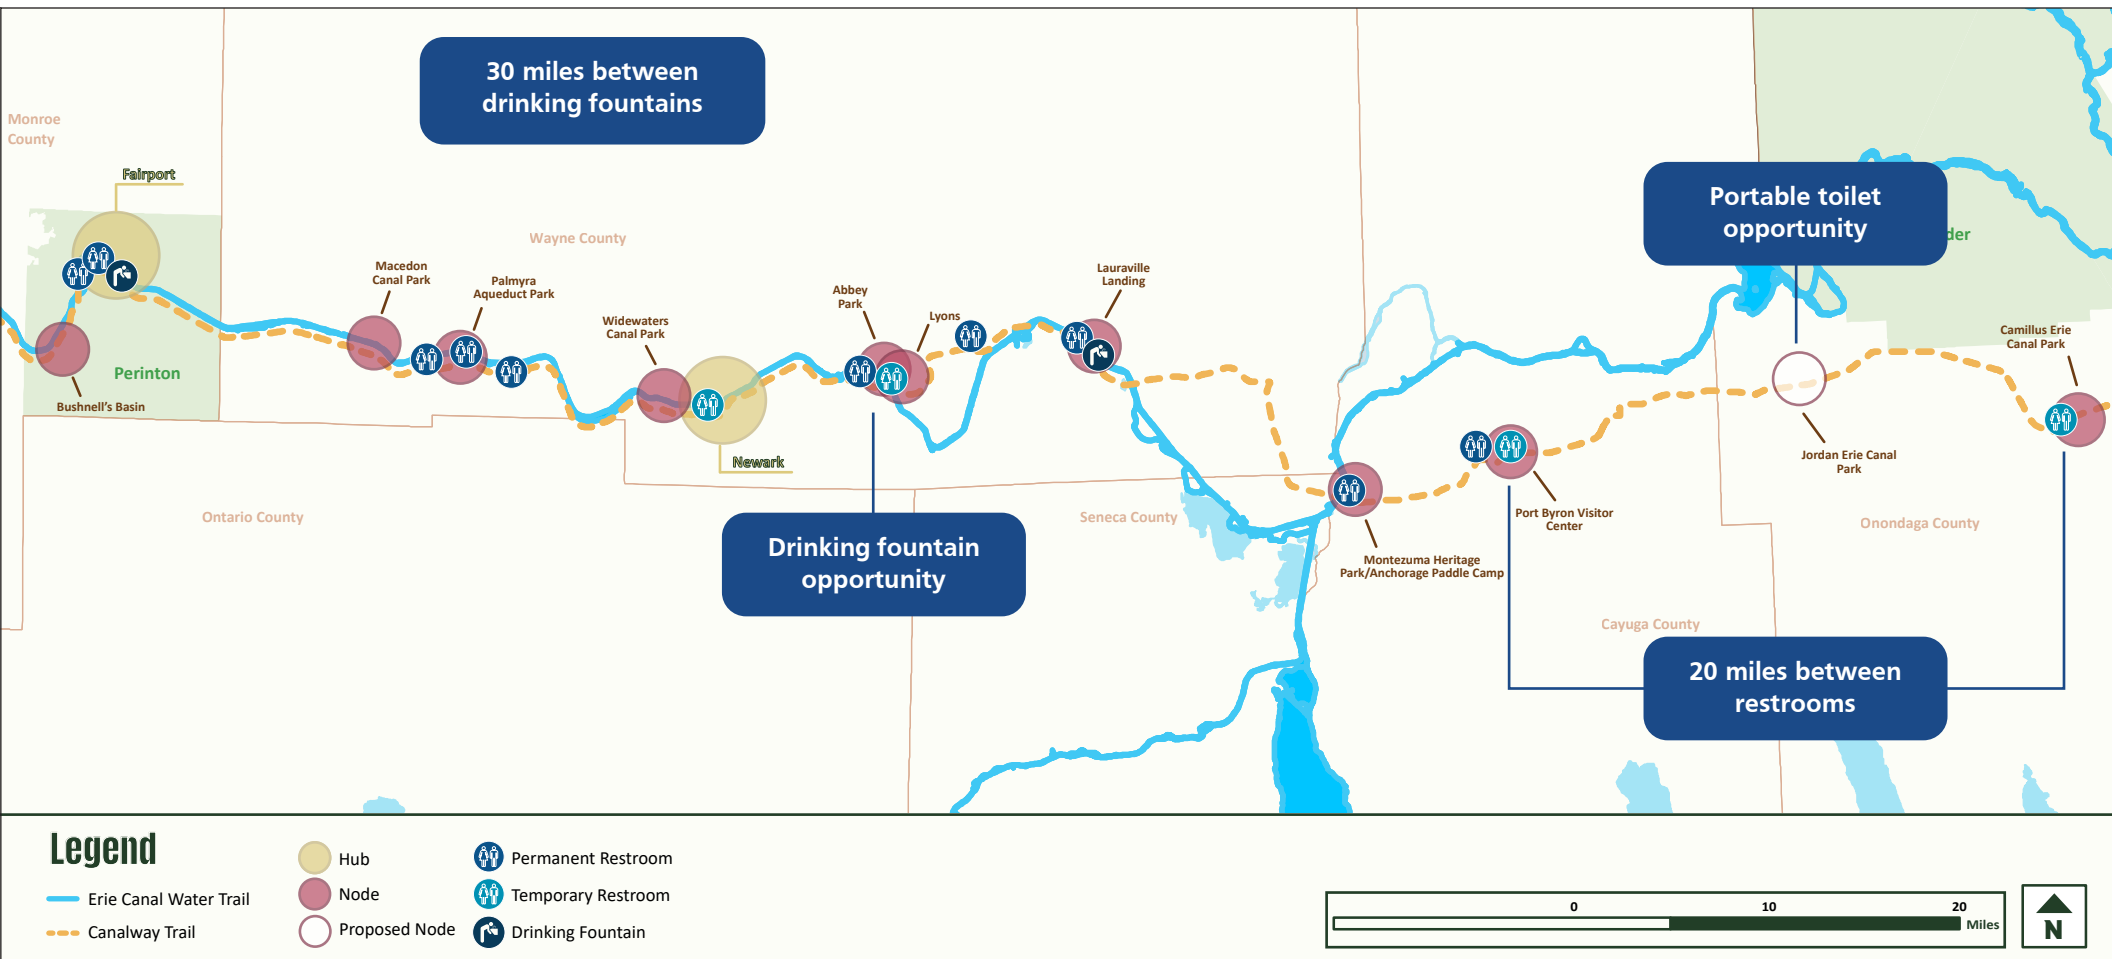 30 miles between
drinking fountains
Monroe
County
Fairport
Portable toilet
opportunity
der
Wayne County
Macedon
Canal Park
Palmyra
Aqueduct Park
Lauraville
Landing
Abbey
Park
Lyons
Widewaters
Canal Park
Camillus Erie
Canal Park
Perinton
Bushnell's Basin
Newark
Jordan Erie Canal
Park
Ontario County
Seneca County
Port Byron Visitor
Center
Onondaga County
Drinking fountain
opportunity
Montezuma Heritage
Park/Anchorage Paddle Camp
Cayuga County
20 miles between
restrooms
Legend
Erie Canal Water Trail
Canalway Trail
Hub
Node
Proposed Node
Permanent Restroom
Temporary Restroom
Drinking Fountain
0 10 20
Miles
N